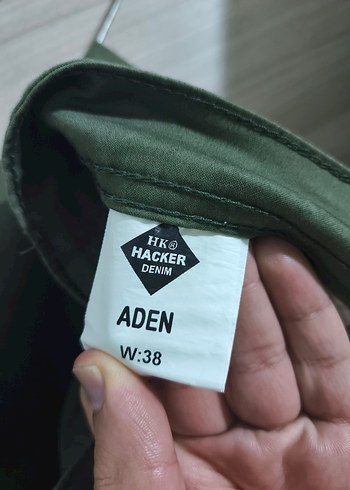 HK®
HACKER
DENIM
ADEN
W:38